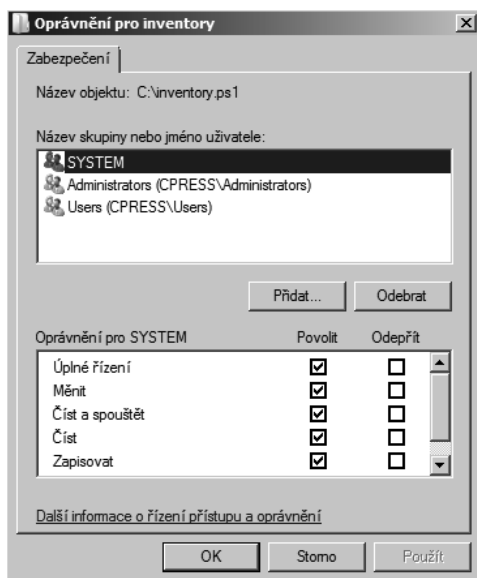 Oprávnění pro inventory
Zabezpečení
Název objektu: C:\inventory.ps1
Název skupiny nebo jméno uživatele:
SYSTEM
Administrators (CPRESS\Administrators)
Users (CPRESS\Users)
Přidat... Odebrat
Oprávnění pro SYSTEM Povolit Odepřít
Úplné řízení
Měnit
Číst a spouštět
Číst
Zapisovat
Další informace o řízení přístupu a oprávnění
OK Storno Použít